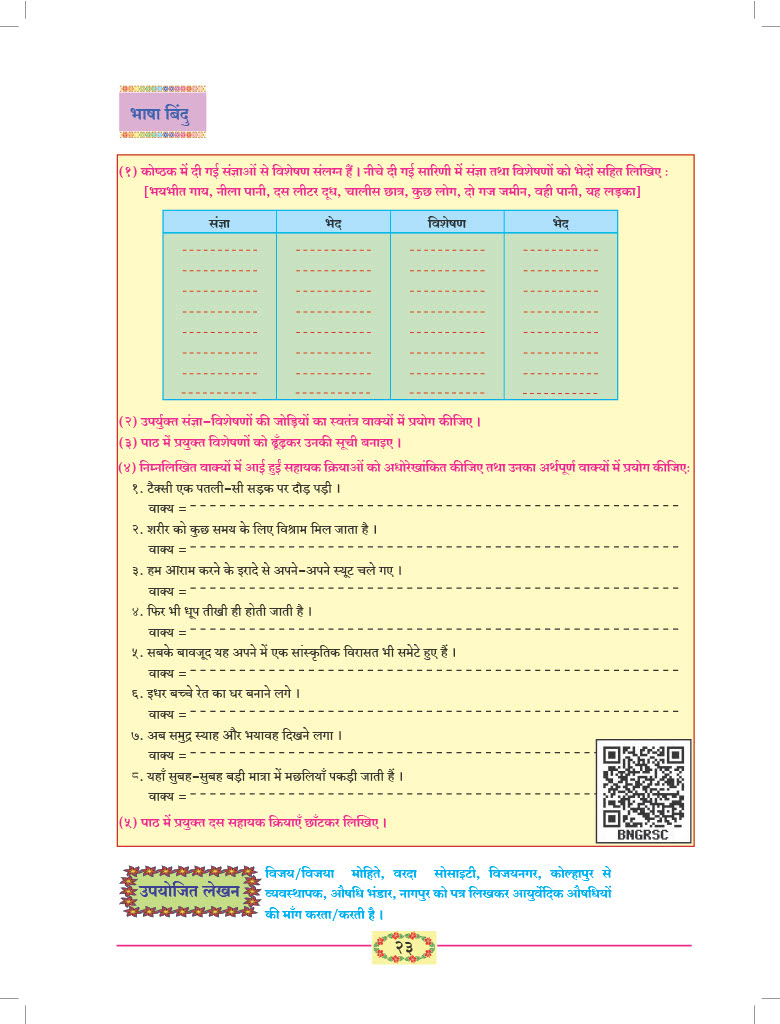 भाषा बिंदु
(१) कोष्ठक में दी गई संज्ञाओं से विशेषण संलग्न हैं । नीचे दी गई सारिणी में संज्ञा तथा विशेषणों को भेदों सहित लिखिए :
[भयभीत गाय, नीला पानी, दस लीटर दूध, चालीस छात्र, कुछ लोग, दो गज जमीन, वही पानी, यह लड़का]
संज्ञा भेद विशेषण भेद
(२) उपर्युक्त संज्ञा-विशेषणों की जोड़ियों का स्वतंत्र वाक्यों में प्रयोग कीजिए ।
(३) पाठ में प्रयुक्त विशेषणों को ढूँढ़कर उनकी सूची बनाइए ।
(४) निम्नलिखित वाक्यों में आई हुईं सहायक क्रियाओं को अधोरेखांकित कीजिए तथा उनका अर्थपूर्ण वाक्यों में प्रयोग कीजिएः
१. टैक्सी एक पतली-सी सड़क पर दौड़ पड़ी ।
वाक्य =
२. शरीर को कुछ समय के लिए विश्राम मिल जाता है ।
वाक्य =
३. हम आराम करने के इरादे से अपने-अपने स्यूट चले गए ।
वाक्य =
४. फिर भी धूप तीखी ही होती जाती है ।
वाक्य =
५. सबके बावजूद यह अपने में एक सांस्कृतिक विरासत भी समेटे हुए हैं ।
वाक्य =
६. इधर बच्चे रेत का घर बनाने लगे ।
वाक्य =
७. अब समुद्र स्याह और भयावह दिखने लगा ।
वाक्य =
८. यहाँ सुबह-सुबह बड़ी मात्रा में मछलियाँ पकड़ी जाती हैं ।
वाक्य =
BNGRSC
(५) पाठ में प्रयुक्त दस सहायक क्रियाएँ छाँटकर लिखिए ।
उपयोजित लेखन
विजय/विजया मोहिते, वरदा सोसाइटी, विजयनगर, कोल्हापुर से
व्यवस्थापक, औषधि भंडार, नागपुर को पत्र लिखकर आयुर्वेदिक औषधियों
की माँग करता/करती है ।
२३